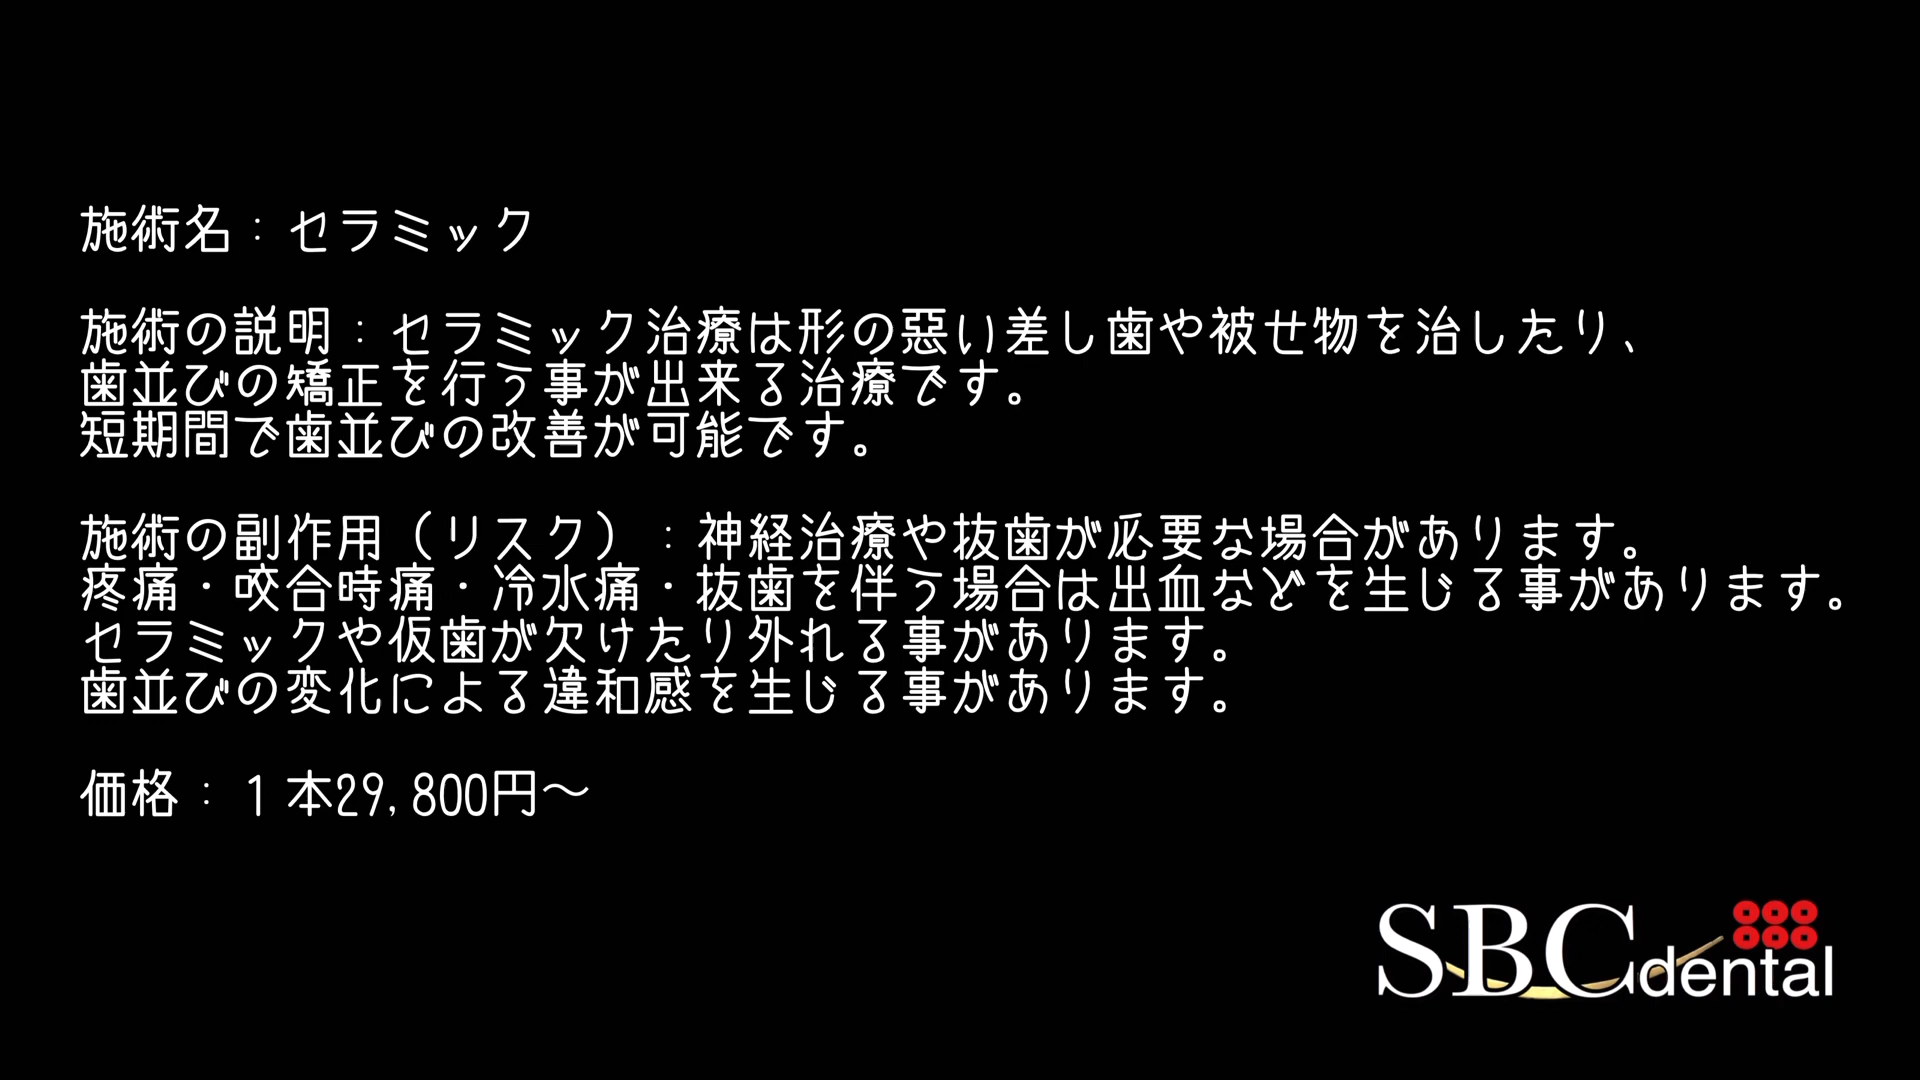 施術名：セラミック
施術の説明：セラミック治療は形の悪い差し歯や被せ物を治したり、
歯並びの矯正を行う事が出来る治療です。
短期間で歯並びの改善が可能です。
施術の副作用（リスク）：神経治療や抜歯が必要な場合があります。
疼痛・咬合時痛・冷水痛・抜歯を伴う場合は出血などを生じる事があります。
セラミックや仮歯が欠けたり外れる事があります。
歯並びの変化による違和感を生じる事があります。
価格：１本29,800円～
SBCdental